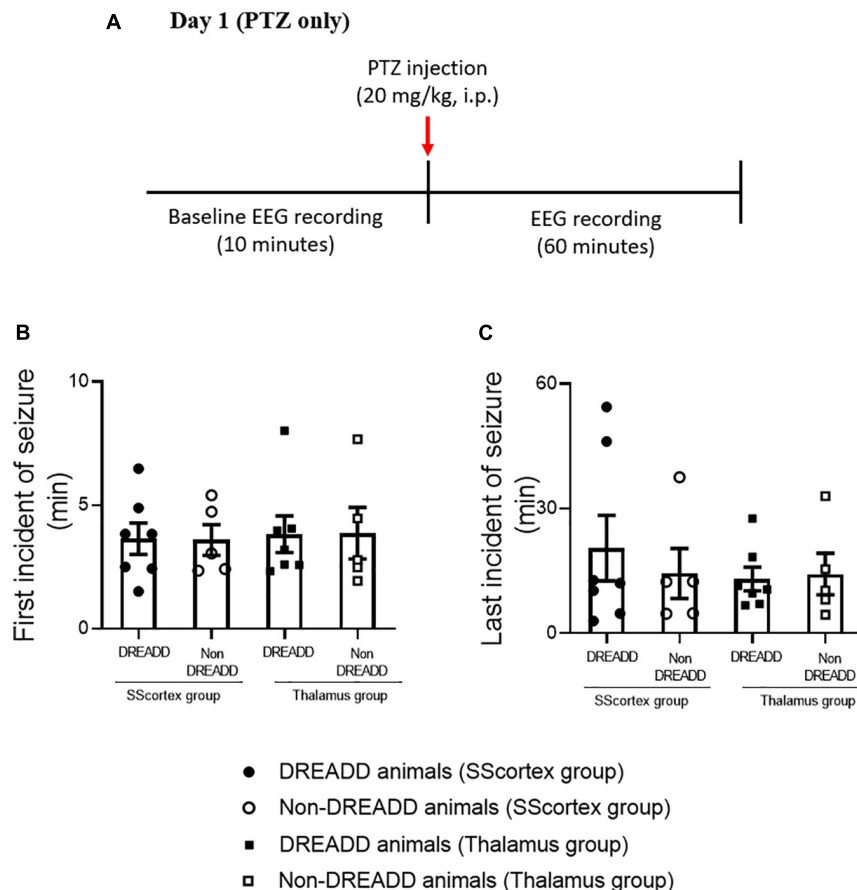 A Day 1 (PTZ only)
PTZ injection
(20 mg/kg, i.p.)
Baseline EEG recording
(10 minutes)
EEG recording
(60 minutes)
B
First incident of seizure
(min)
10
5
0
DREADD
Non
DREADD
DREADD
Non
DREADD
SScortex group
Thalamus group
C
Last incident of seizure
(min)
60
30
0
DREADD
Non
DREADD
DREADD
Non
DREADD
SScortex group
Thalamus group
DREADD animals (SScortex group)
Non-DREADD animals (SScortex group)
DREADD animals (Thalamus group)
Non-DREADD animals (Thalamus group)